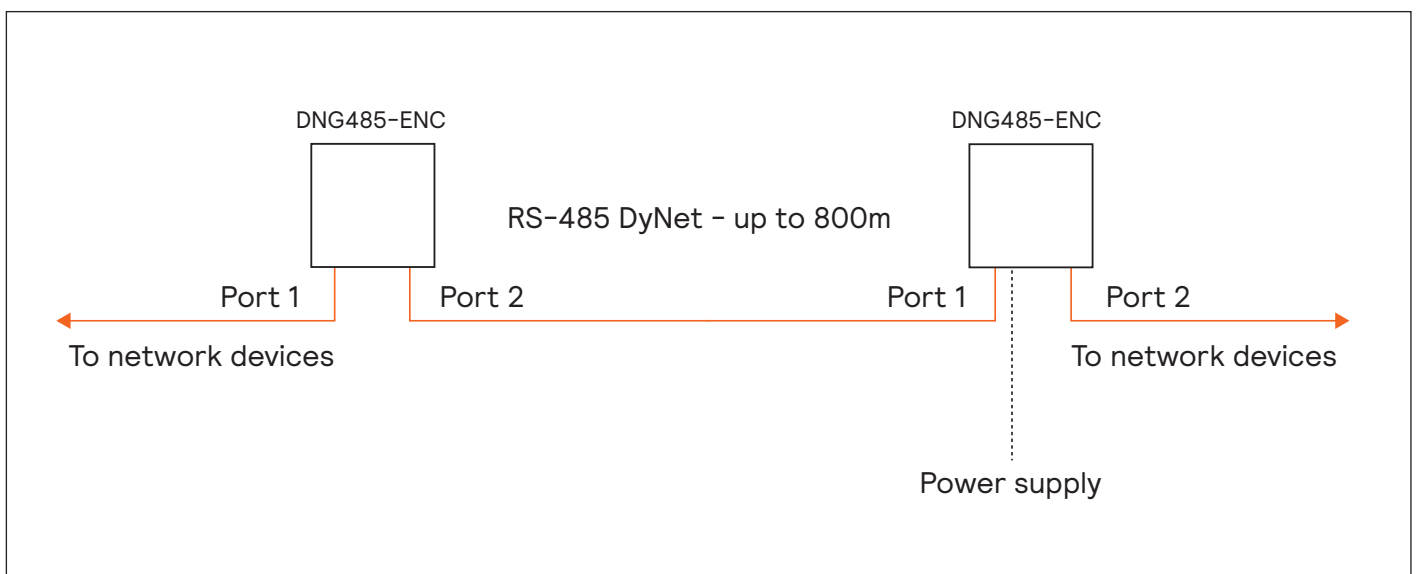 DNG485-ENC
DNG485-ENC
RS-485 DyNet - up to 800m
Port 1
Port 2
Port 1
Port 2
To network devices
To network devices
Power supply